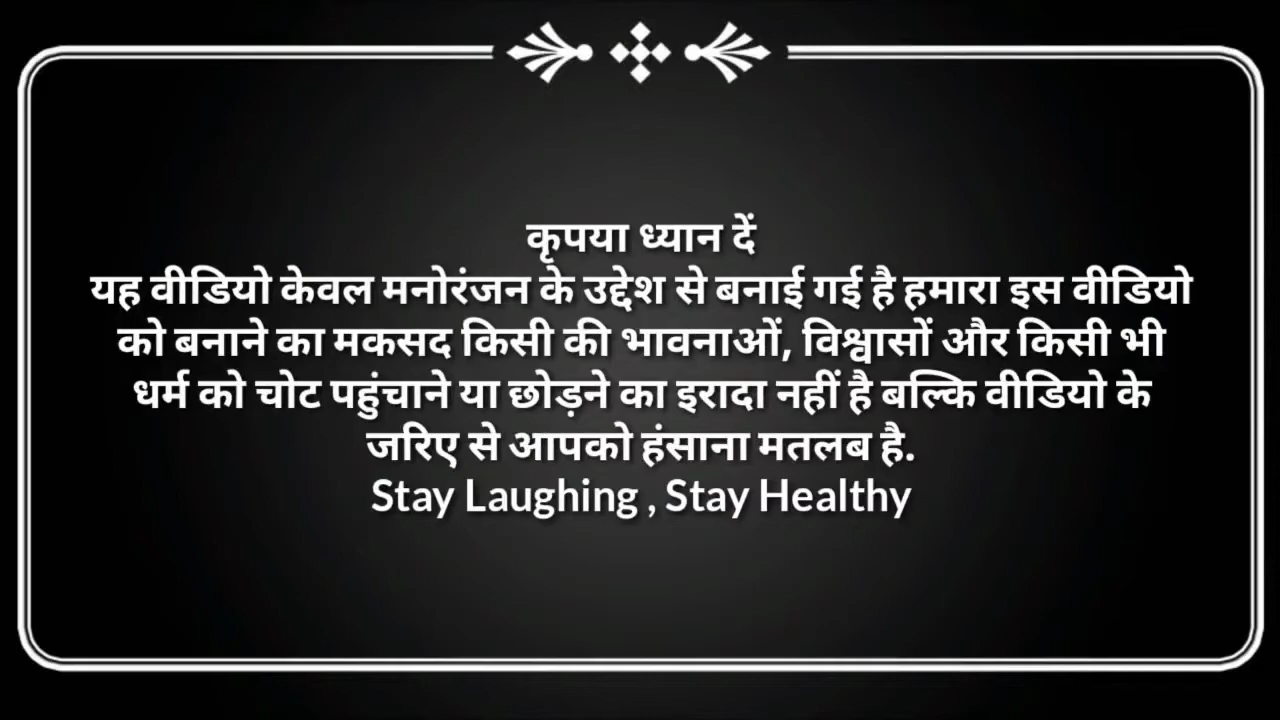 कृपया ध्यान दें
यह वीडियो केवल मनोरंजन के उद्देश से बनाई गई है हमारा इस वीडियो
को बनाने का मकसद किसी की भावनाओं, विश्वासों और किसी भी
धर्म को चोट पहुंचाने या छोड़ने का इरादा नहीं है बल्कि वीडियो के
जरिए से आपको हंसाना मतलब है.
Stay Laughing , Stay Healthy